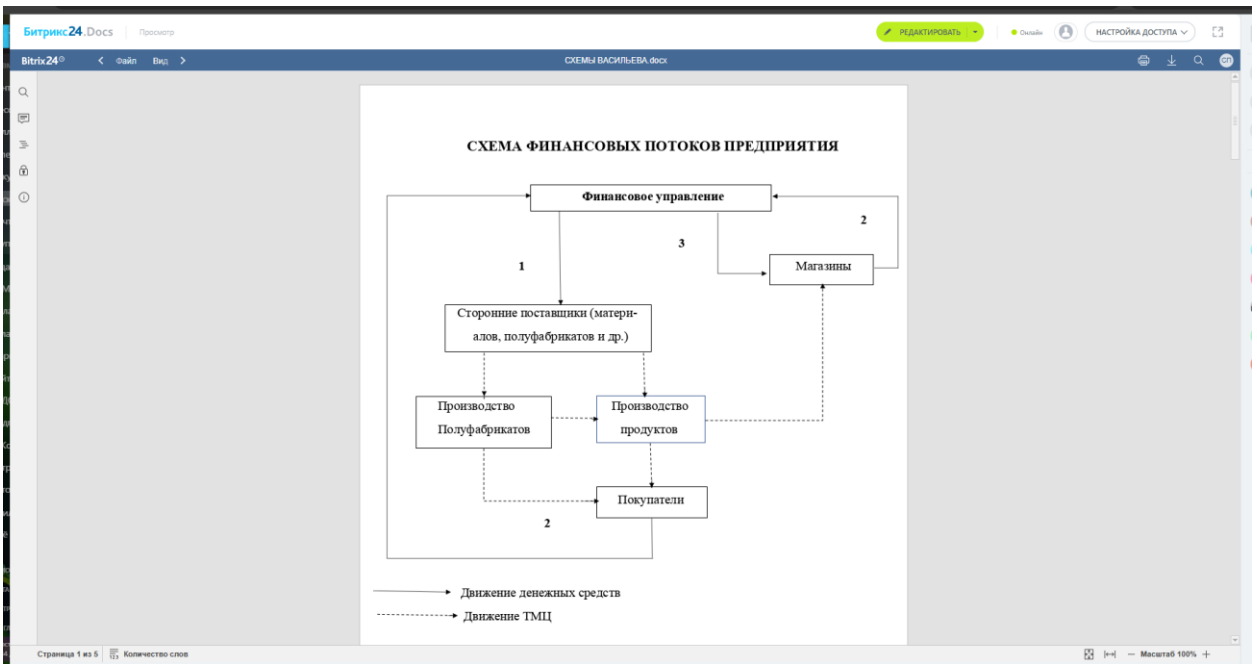 Битрикс24.Docs Просмотр РЕДАКТИРОВАТЬ Онлайн НАСТРОЙКА ДОСТУПА
Bitrix24 Файл Вид СХЕМЫ ВАСИЛЬЕВА.docx СП
СХЕМА ФИНАНСОВЫХ ПОТОКОВ ПРЕДПРИЯТИЯ
Финансовое управление
2
3
1
Магазины
Сторонние поставщики (матери-
алов, полуфабрикатов и др.)
Производство
Полуфабрикатов
Производство
продуктов
Покупатели
2
Движение денежных средств
Движение ТМЦ
Страница 1 из 5 Количество слов Масштаб 100%